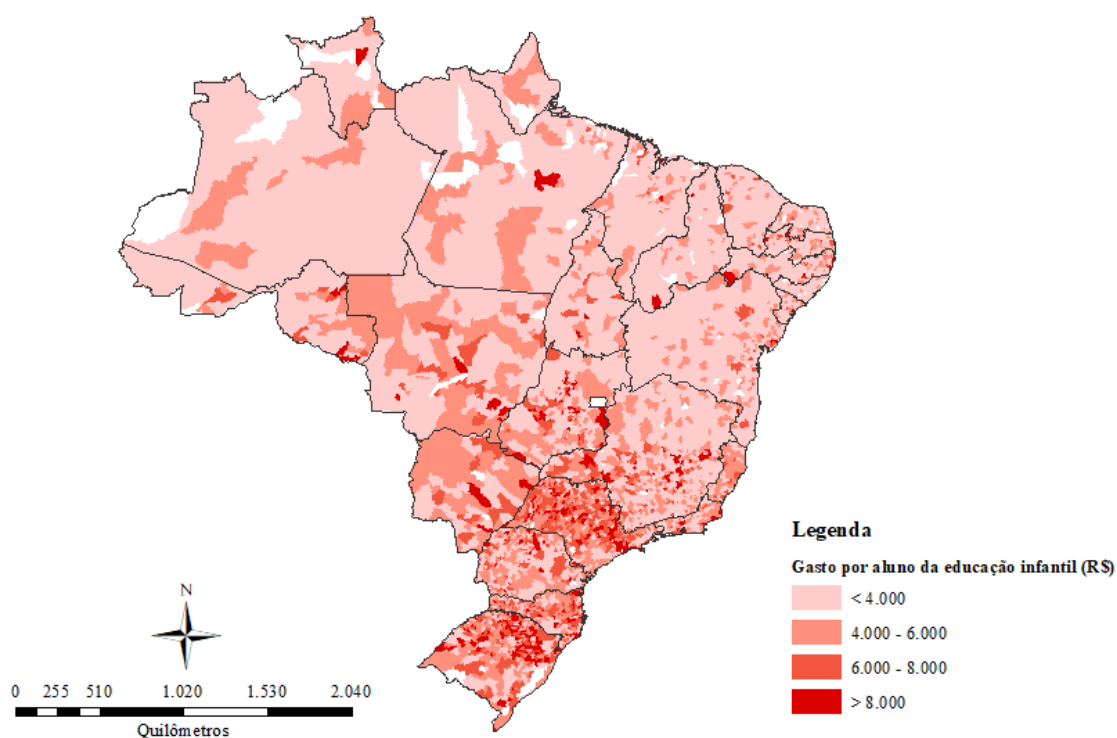 Legenda
Gasto por aluno da educação infantil (R$)
< 4.000
4.000 - 6.000
6.000 - 8.000
> 8.000
N
0 255 510 1.020 1.530 2.040
Quilômetros